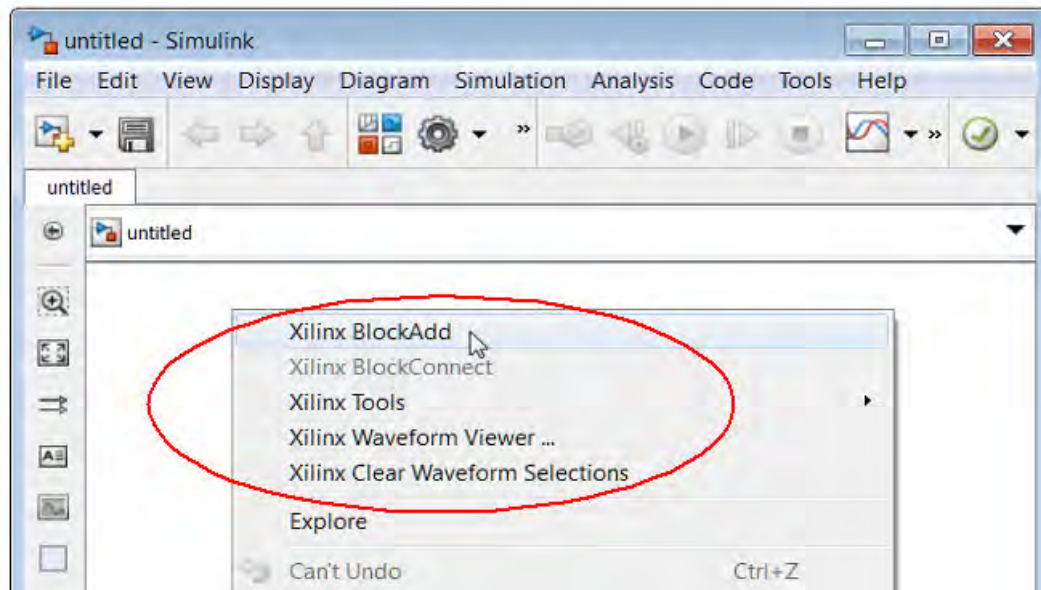 untitled - Simulink
File Edit View Display Diagram Simulation Analysis Code Tools Help
untitled
untitled
Xilinx BlockAdd
Xilinx BlockConnect
Xilinx Tools
Xilinx Waveform Viewer ...
Xilinx Clear Waveform Selections
Explore
Can't Undo Ctrl+Z